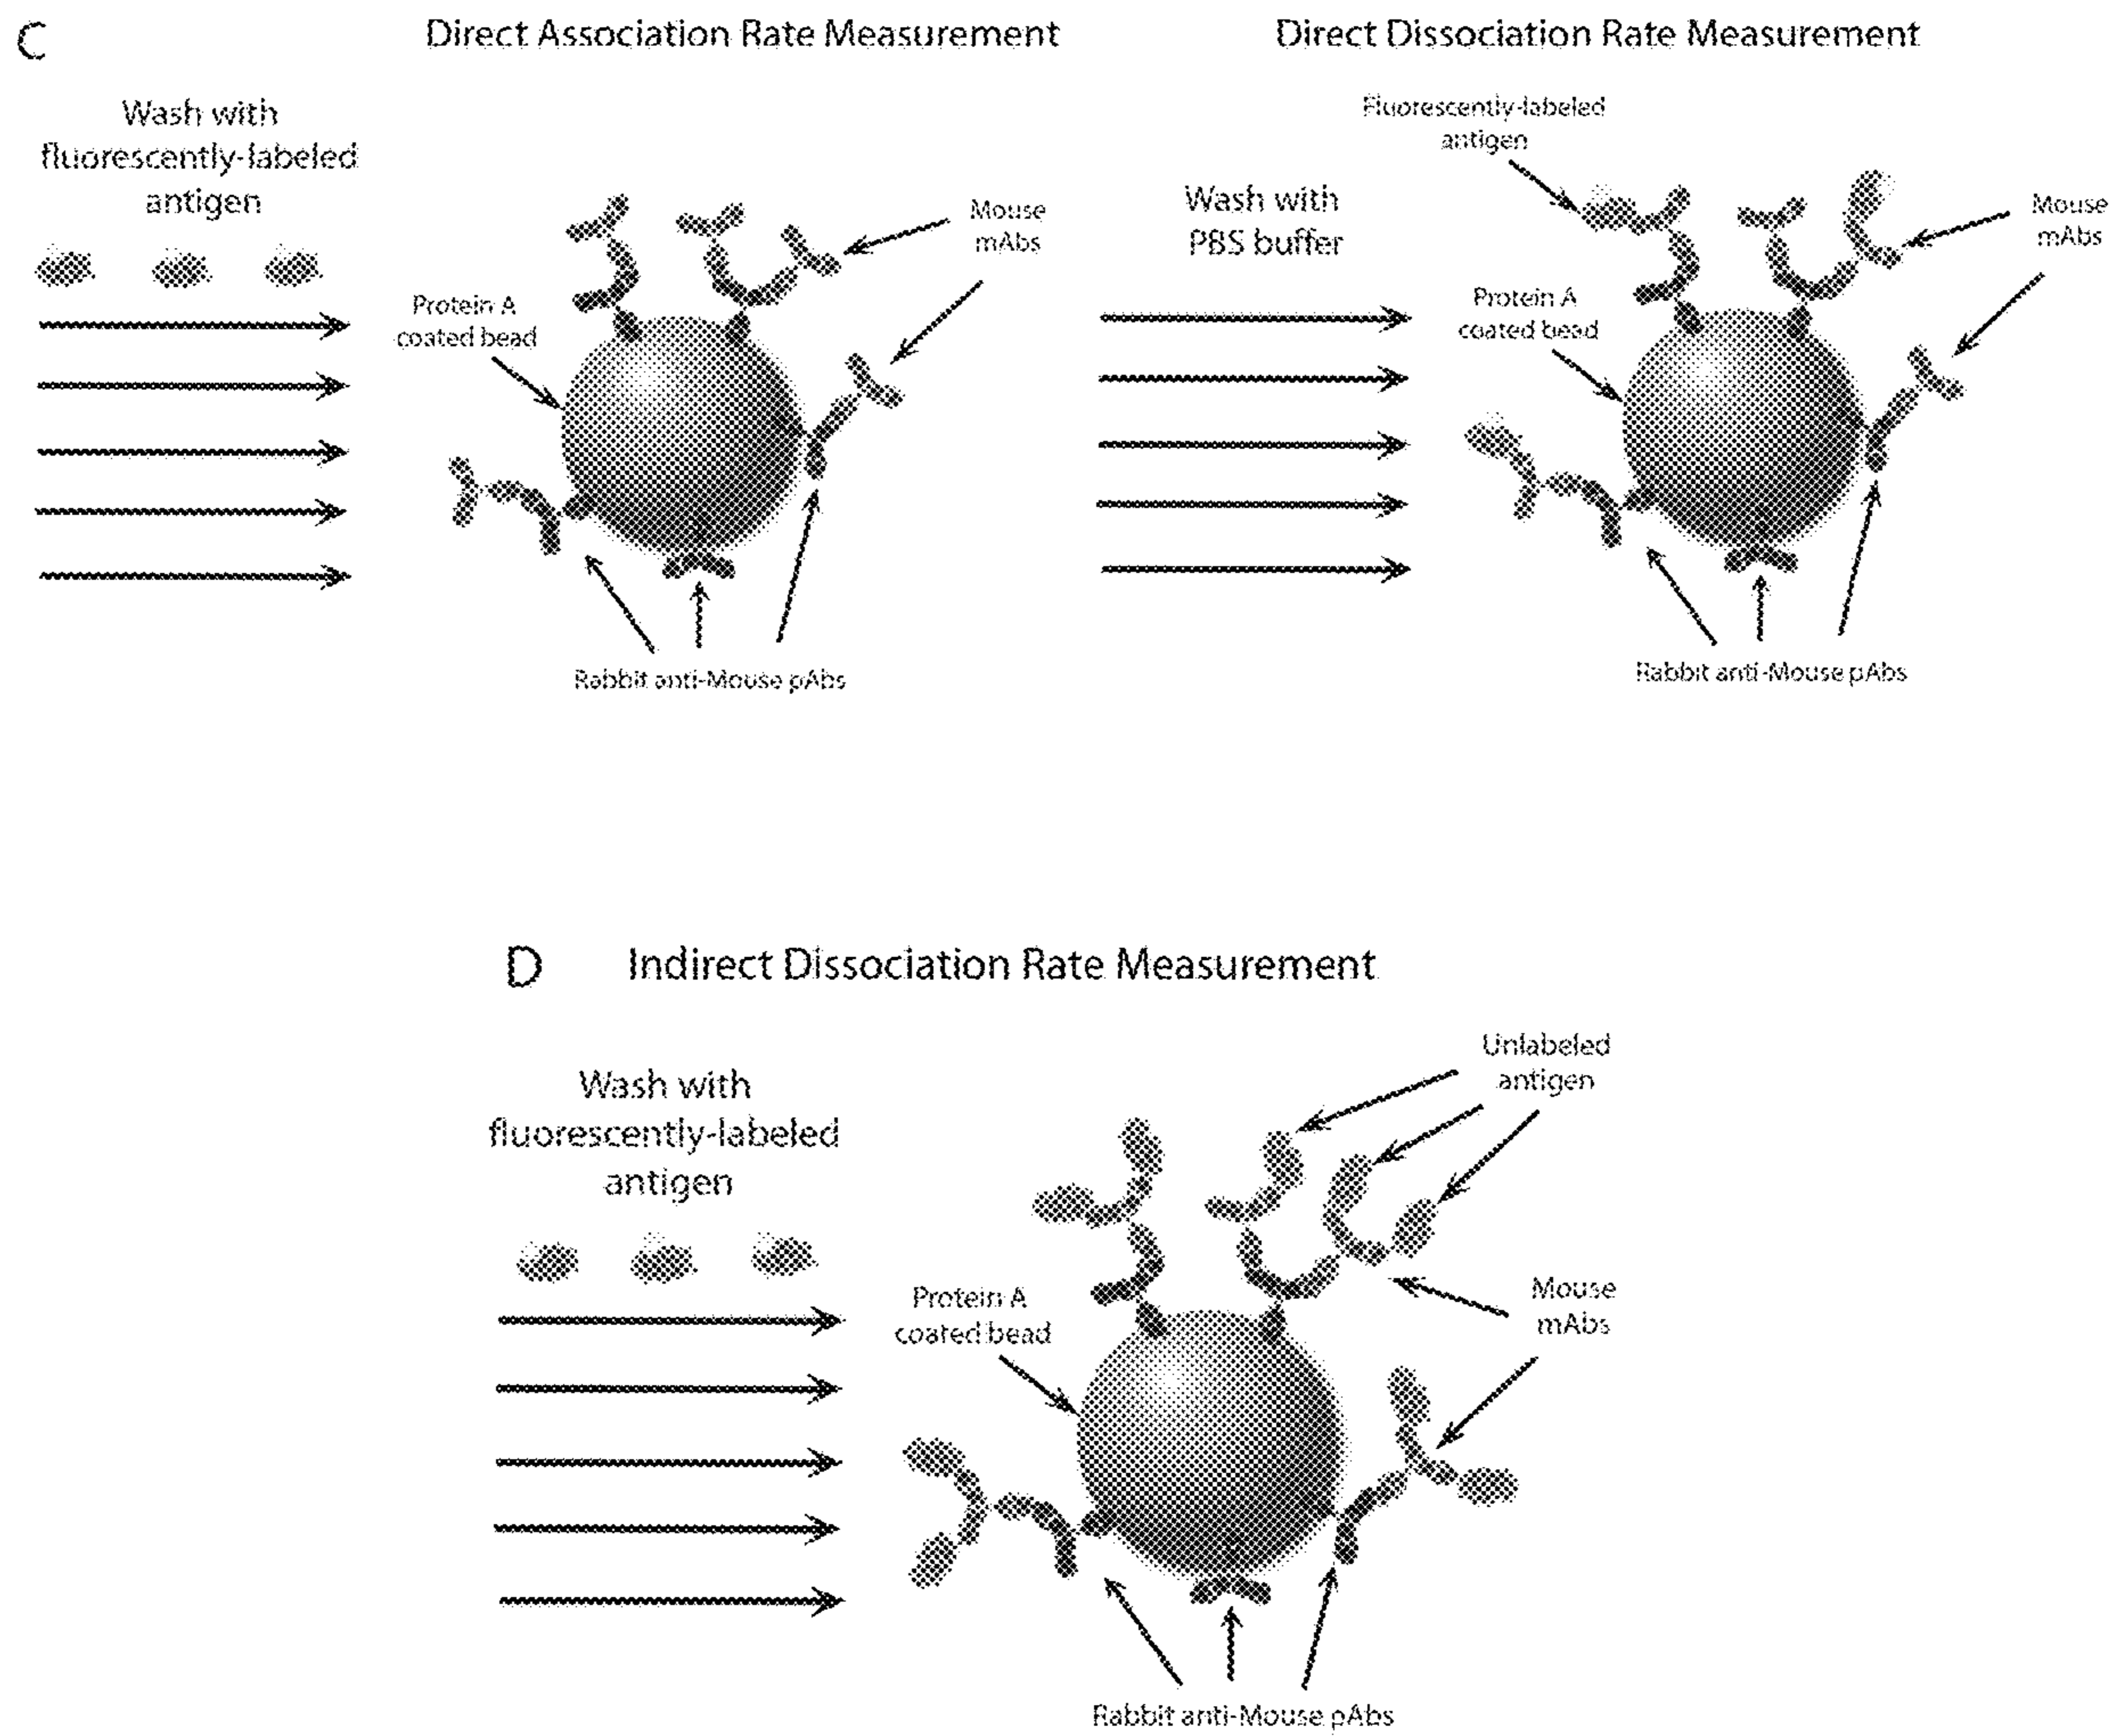 C
Direct Association Rate Measurement
Wash with
fluorescently-labeled
antigen
Protein A
coated bead
Mouse
mAbs
Rabbit anti-Mouse pAbs
Direct Dissociation Rate Measurement
Fluorescently-labeled
antigen
Wash with
PBS buffer
Protein A
coated bead
Mouse
mAbs
Rabbit anti-Mouse pAbs
D
Indirect Dissociation Rate Measurement
Wash with
fluorescently-labeled
antigen
Unlabeled
antigen
Protein A
coated bead
Mouse
mAbs
Rabbit anti-Mouse pAbs